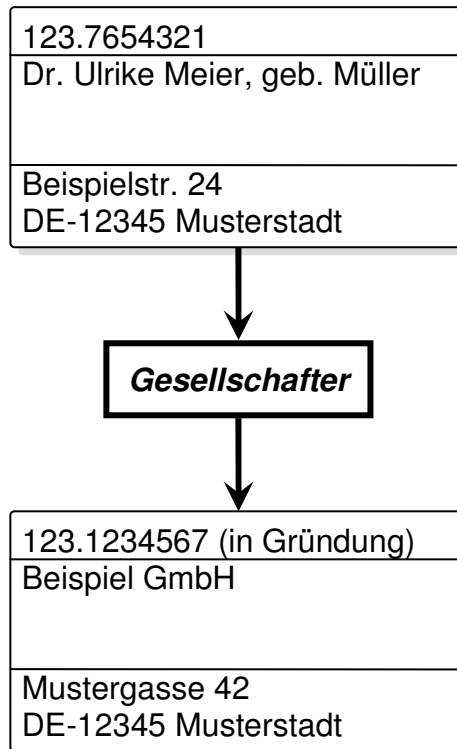 123.7654321
Dr. Ulrike Meier, geb. Müller
Beispielstr. 24
DE-12345 Musterstadt
Gesellschafter
123.1234567 (in Gründung)
Beispiel GmbH
Mustergasse 42
DE-12345 Musterstadt